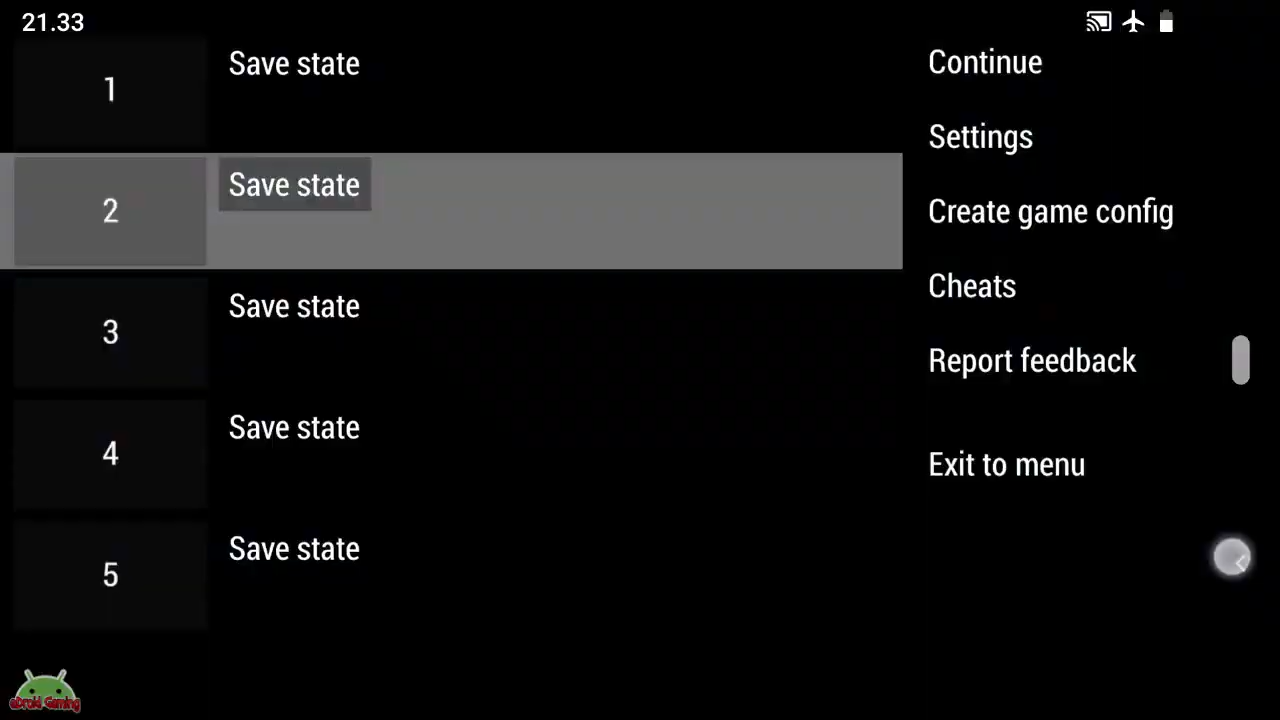 21.33
1
Save state
2
Save state
3
Save state
4
Save state
5
Save state
Continue
Settings
Create game config
Cheats
Report feedback
Exit to menu
Gaming